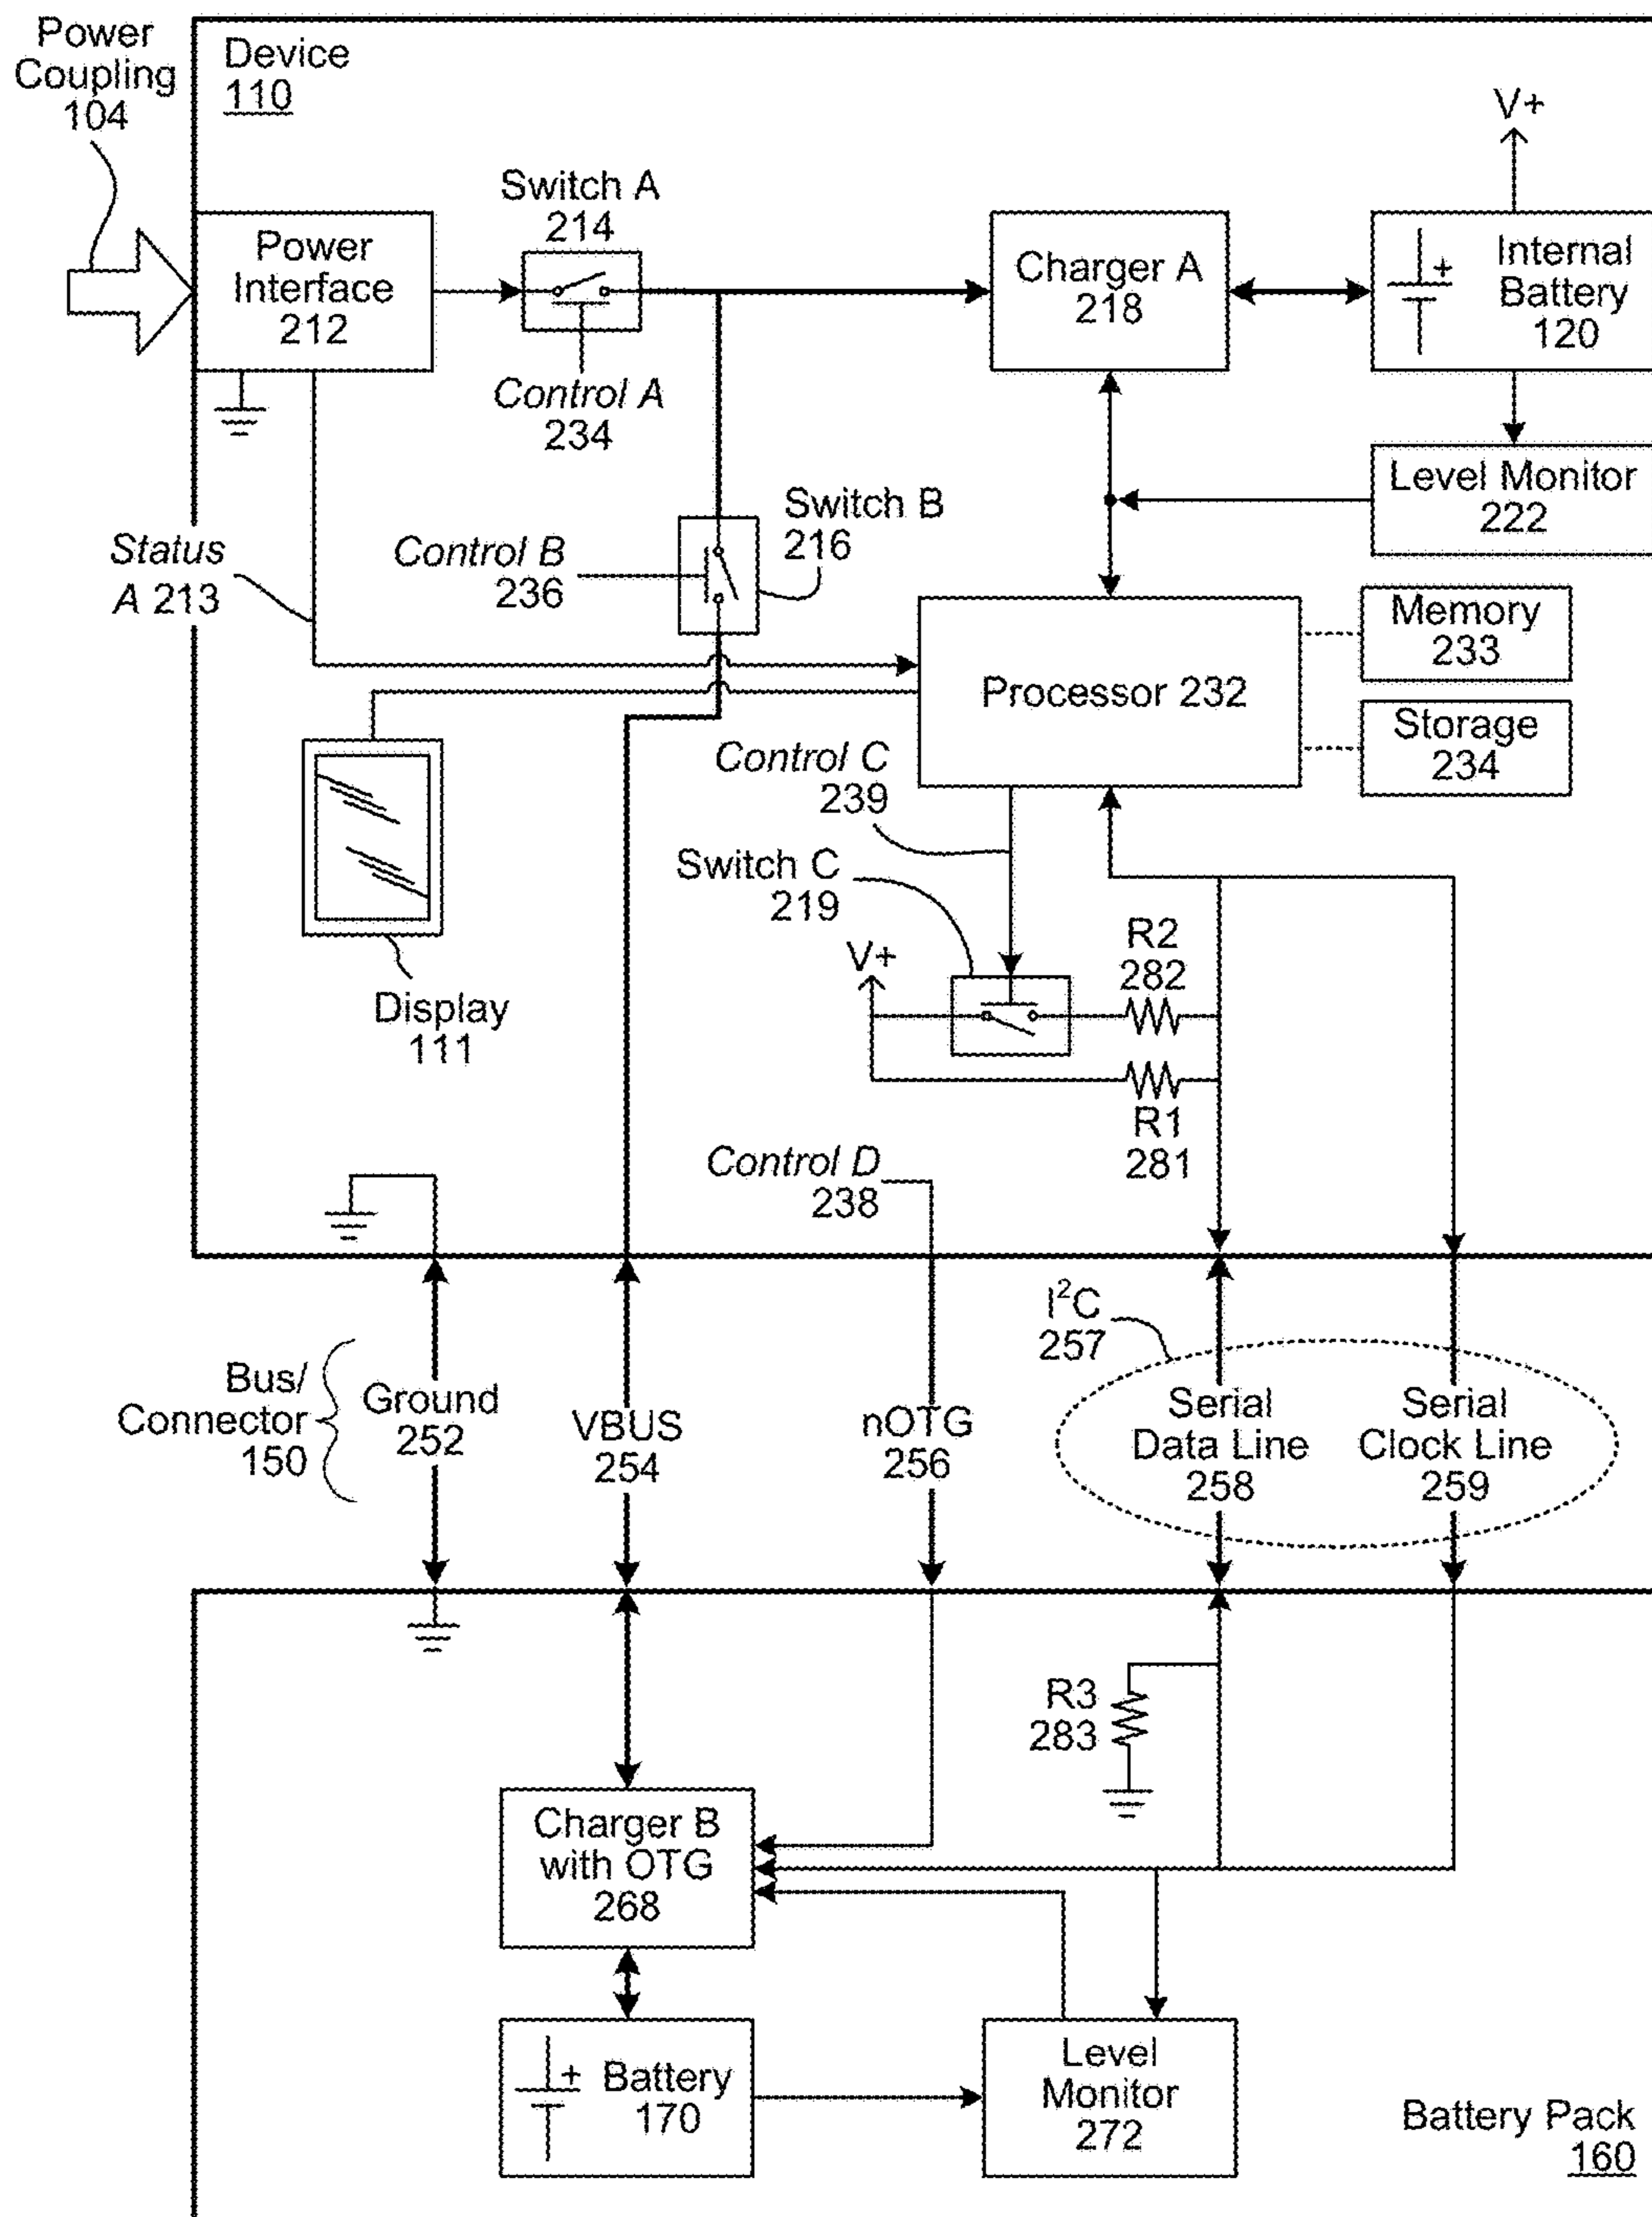 Power
Coupling
104
Device
110
V+
Switch A
214
Power
Interface
212
Charger A
218
Internal
Battery
120
+
Control A
234
Level Monitor
222
Switch B
216
Control B
236
Status
A 213
Memory
233
Processor 232
Storage
234
Control C
239
Switch C
219
V+
R2
282
Display
111
R1
281
Control D
238
I²C
257
Bus/
Connector
150
Ground
252
VBUS
254
nOTG
256
Serial
Data Line
258
Serial
Clock Line
259
R3
283
Charger B
with OTG
268
+
Battery
170
Level
Monitor
272
Battery Pack
160